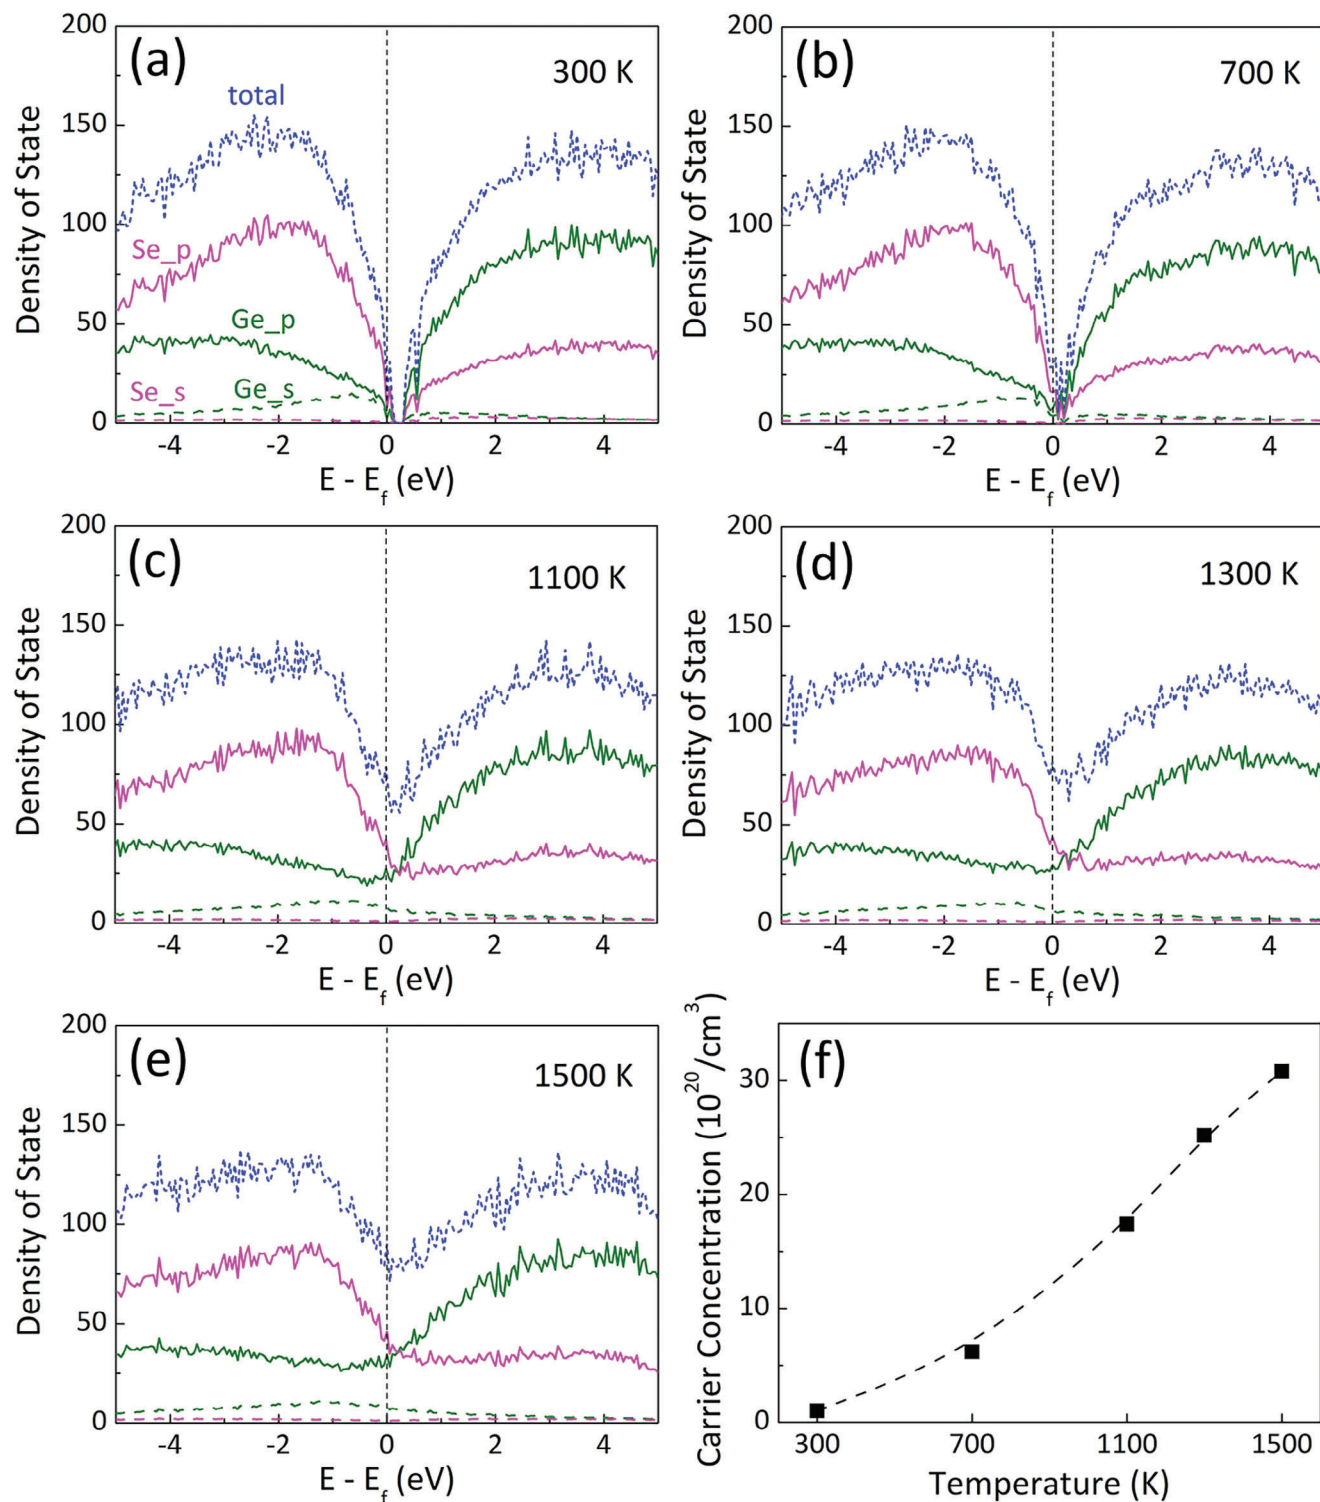 (a)
300 K
total
Se_p
Ge_p
Se_s
Ge_s
Density of State
200
150
100
50
0
-4 -2 0 2 4
E - E_f (eV)
(b)
700 K
Density of State
200
150
100
50
0
-4 -2 0 2 4
E - E_f (eV)
(c)
1100 K
Density of State
200
150
100
50
0
-4 -2 0 2 4
E - E_f (eV)
(d)
1300 K
Density of State
200
150
100
50
0
-4 -2 0 2 4
E - E_f (eV)
(e)
1500 K
Density of State
200
150
100
50
0
-4 -2 0 2 4
E - E_f (eV)
(f)
Carrier Concentration (10^20/cm^3)
30
20
10
0
300 700 1100 1500
Temperature (K)